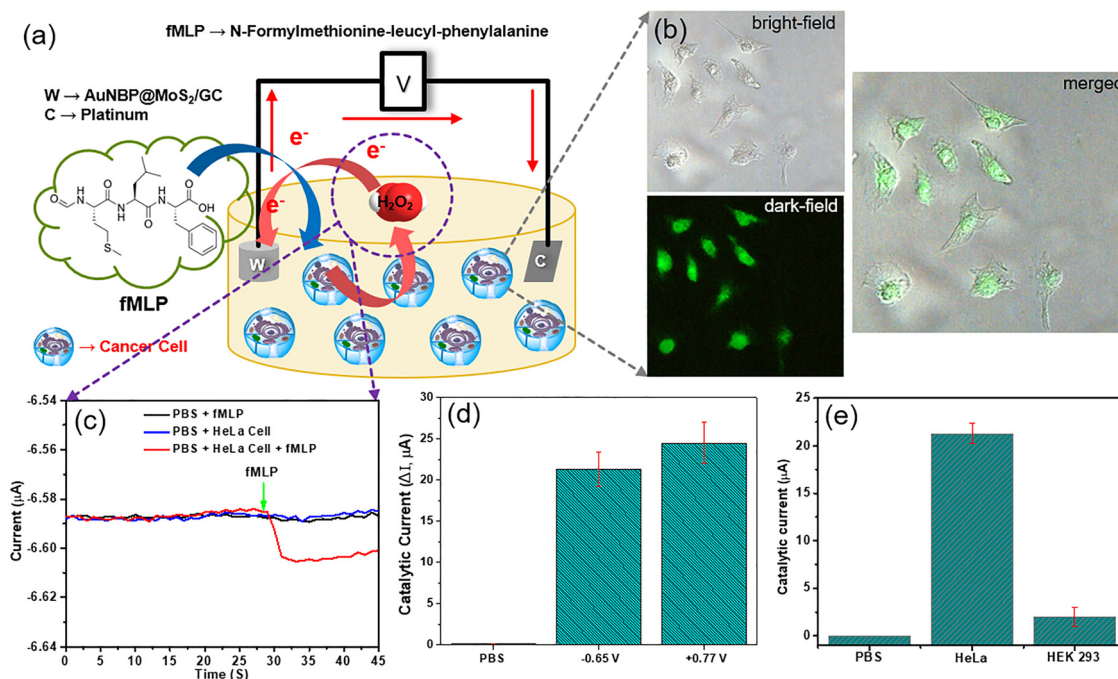 (a)
fMLP → N-Formylmethionine-leucyl-phenylalanine
W → AuNBP@MoS2/GC
C → Platinum
V
e-
e-
e-
H2O2
O
N
H
O
H
N
O
N
H
O
OH
S
fMLP
W
C
→ Cancer Cell
(b)
bright-field
dark-field
merged
(c)
PBS + fMLP
PBS + HeLa Cell
PBS + HeLa Cell + fMLP
fMLP
Current (µA)
-6.54
-6.56
-6.58
-6.60
-6.62
-6.64
0 5 10 15 20 25 30 35 40 45
Time (S)
(d)
Catalytic Current (ΔI, µA)
30
25
20
15
10
5
0
PBS -0.65 V +0.77 V
(e)
Catalytic current (µA)
25
20
15
10
5
0
PBS HeLa HEK 293